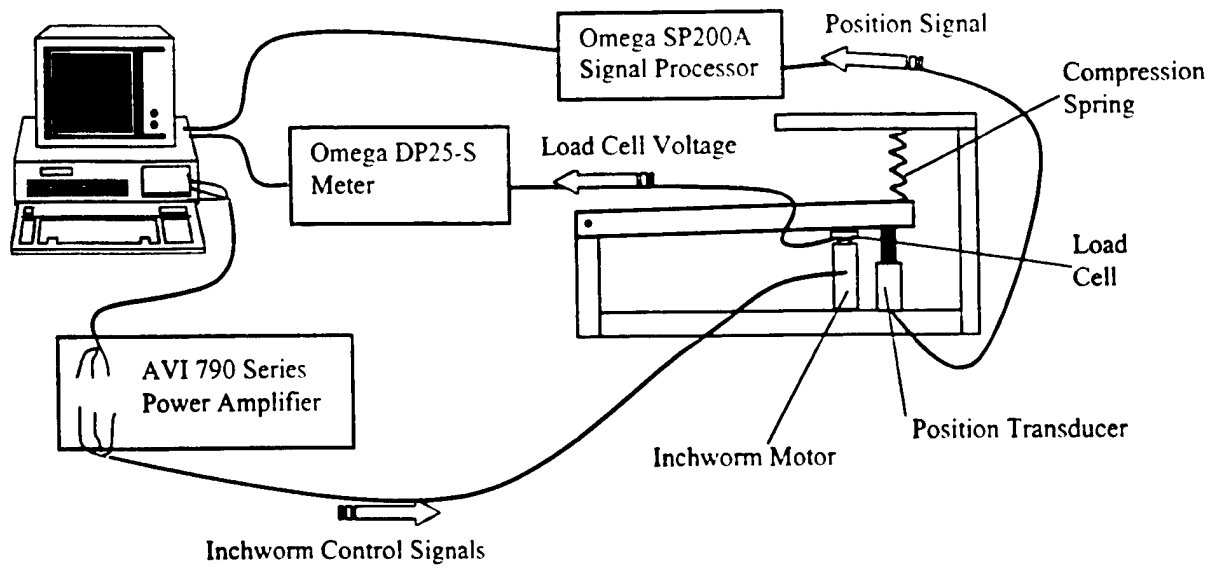 Omega SP200A
Signal Processor
Position Signal
Compression
Spring
Omega DP25-S
Meter
Load Cell Voltage
Load
Cell
AVI 790 Series
Power Amplifier
Position Transducer
Inchworm Motor
Inchworm Control Signals